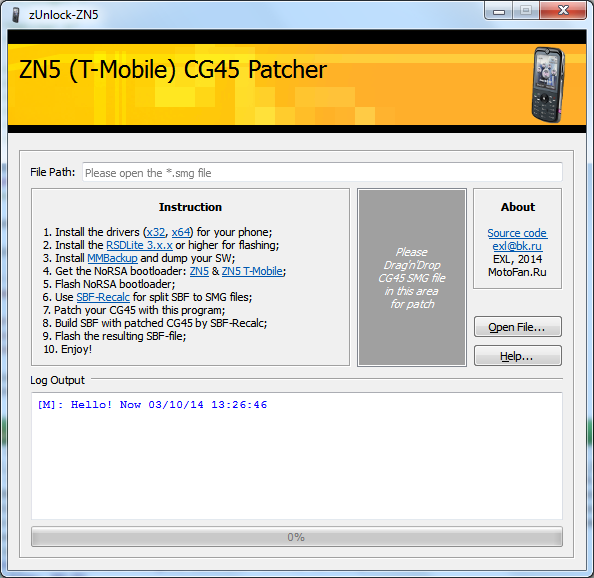 zUnlock-ZN5
ZN5 (T-Mobile) CG45 Patcher
File Path: Please open the *.smg file
Instruction
1. Install the drivers (x32, x64) for your phone;
2. Install the RSDLite 3.x.x or higher for flashing;
3. Install MMBackup and dump your SW;
4. Get the NoRSA bootloader: ZN5 & ZN5 T-Mobile;
5. Flash NoRSA bootloader;
6. Use SBF-Recalc for split SBF to SMG files;
7. Patch your CG45 with this program;
8. Build SBF with patched CG45 by SBF-Recalc;
9. Flash the resulting SBF-file;
10. Enjoy!
Please
Drag'n'Drop
CG45 SMG file
in this area
for patch
About
Source code
exl@bk.ru
EXL, 2014
MotoFan.Ru
Open File...
Help...
Log Output
[M]: Hello! Now 03/10/14 13:26:46
0%